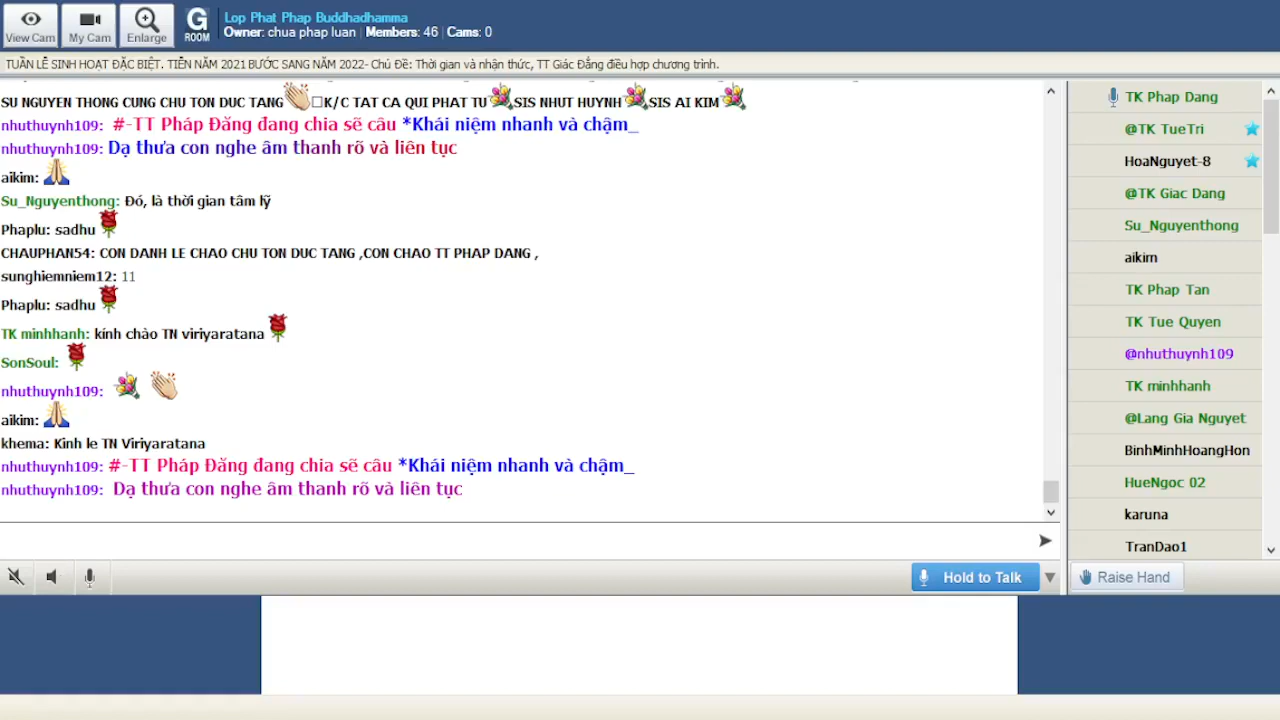 View Cam
My Cam
Enlarge
G
ROOM
Lop Phat Phap Buddhadhamma
Owner: chua phap luan | Members: 46 | Cams: 0
TUẦN LỄ SINH HOẠT ĐẶC BIỆT. TIỄN NĂM 2021 BƯỚC SANG NĂM 2022- Chủ Đề: Thời gian và nhận thức, TT Giác Đẳng điều hợp chương trình.
SU NGUYEN THONG CUNG CHU TON DUC TANG K/C TAT CA QUI PHAT TU SIS NHUT HUYNH SIS AI KIM
nhuthuynh109: #-TT Pháp Đăng đang chia sẽ câu *Khái niệm nhanh và chậm_
nhuthuynh109: Dạ thưa con nghe âm thanh rõ và liên tục
aikim:
Su_Nguyenthong: Đó, là thời gian tâm lý
Phaplu: sadhu
CHAUPHAN54: CON DANH LE CHAO CHU TON DUC TANG ,CON CHAO TT PHAP DANG ,
sunghiemniem12: 11
Phaplu: sadhu
TK minhhanh: kính chào TN viriyaratana
SonSoul:
nhuthuynh109:
aikim:
khema: Kinh le TN Viriyaratana
nhuthuynh109: #-TT Pháp Đăng đang chia sẽ câu *Khái niệm nhanh và chậm_
nhuthuynh109: Dạ thưa con nghe âm thanh rõ và liên tục
Hold to Talk
TK Phap Dang
@TK TueTri
HoaNguyet-8
@TK Giac Dang
Su_Nguyenthong
aikim
TK Phap Tan
TK Tue Quyen
@nhuthuynh109
TK minhhanh
@Lang Gia Nguyet
BinhMinhHoangHon
HueNgoc 02
karuna
TranDao1
Raise Hand